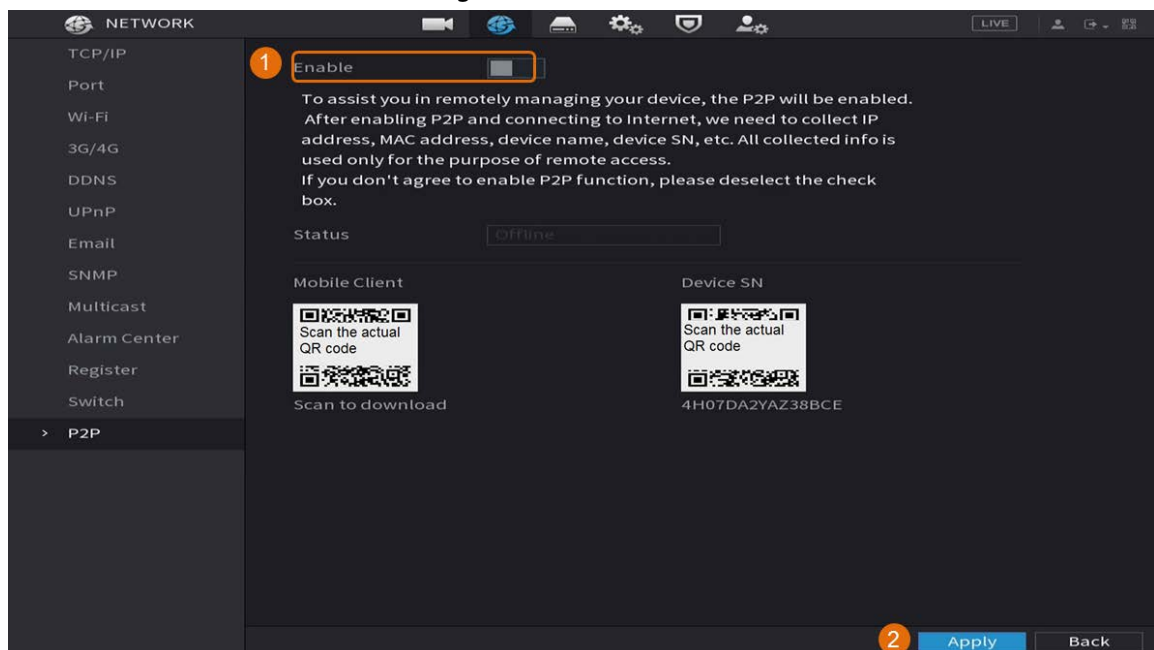 NETWORK
LIVE
TCP/IP
Port
Wi-Fi
3G/4G
DDNS
UPnP
Email
SNMP
Multicast
Alarm Center
Register
Switch
> P2P
1
Enable
To assist you in remotely managing your device, the P2P will be enabled.
After enabling P2P and connecting to Internet, we need to collect IP
address, MAC address, device name, device SN, etc. All collected info is
used only for the purpose of remote access.
If you don't agree to enable P2P function, please deselect the check
box.
Status
Offline
Mobile Client
Scan the actual
QR code
Scan to download
Device SN
Scan the actual
QR code
4H07DA2YAZ38BCE
2
Apply
Back